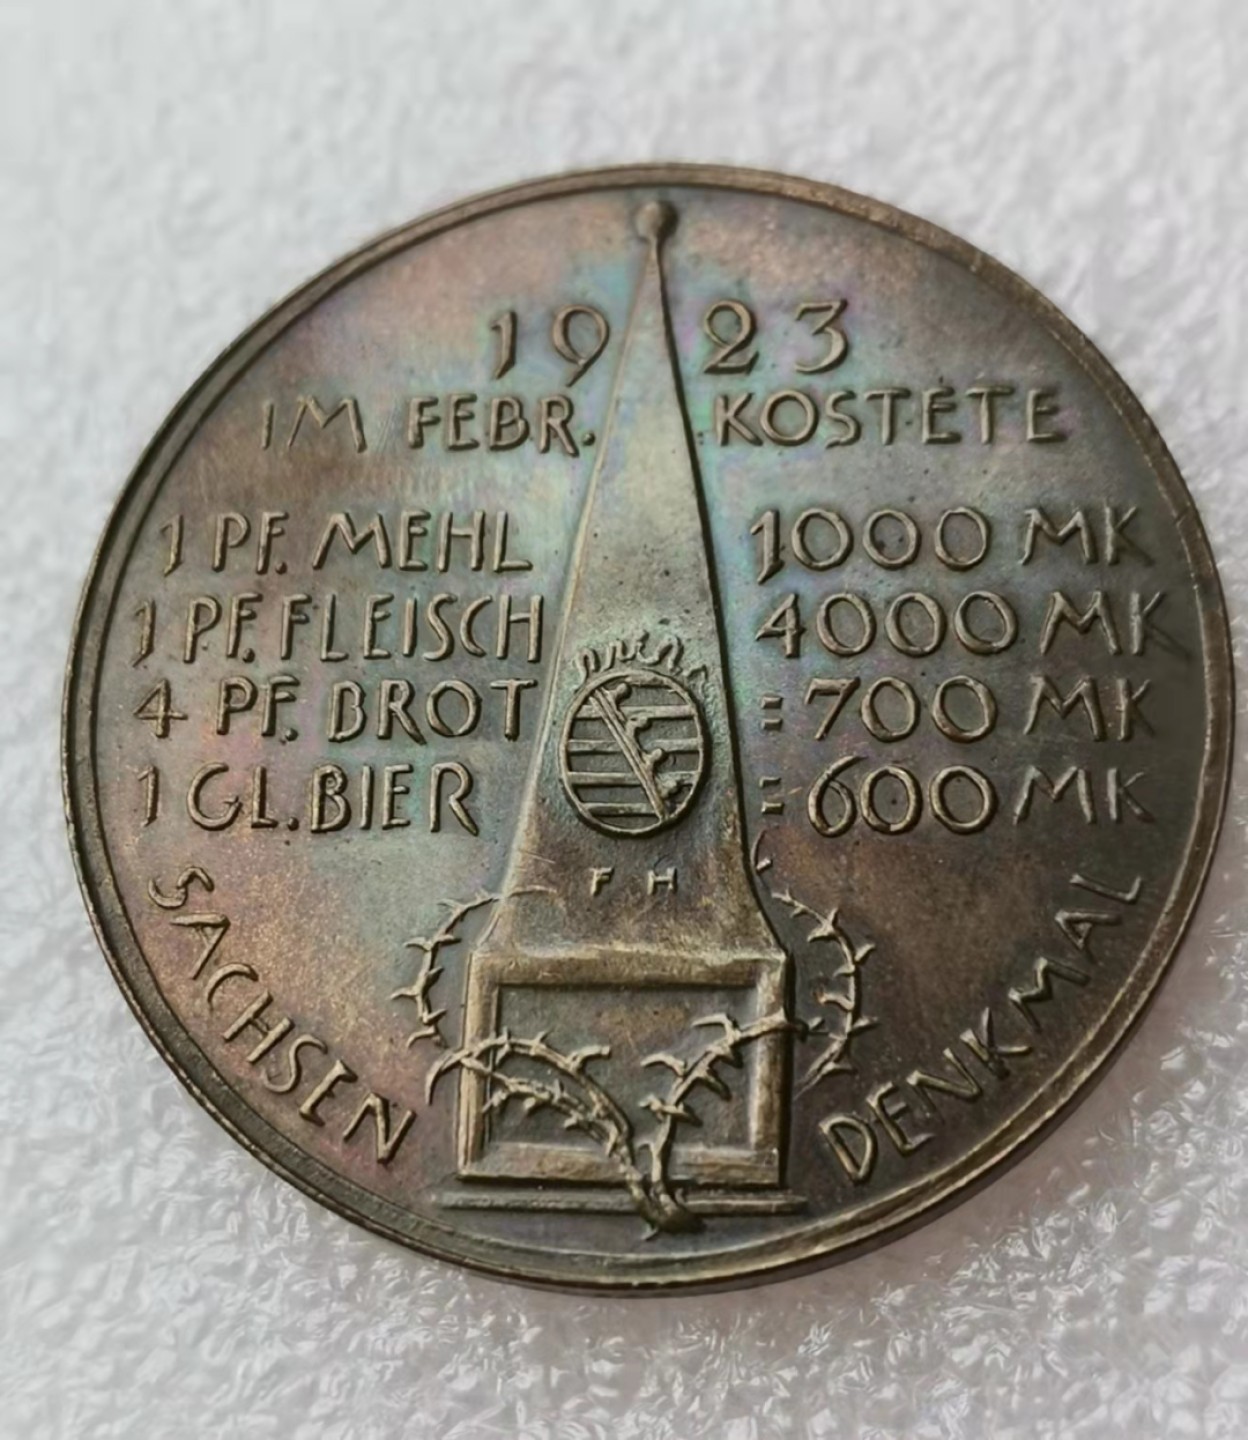 1923
IM FEBR. KOSTETE
1 PF. MEHL 1000 MK
1 PF. FLEISCH 4000 MK
4 PF. BROT = 700 MK
1 GL. BIER = 600 MK
F H
SACHSEN DENKMAL